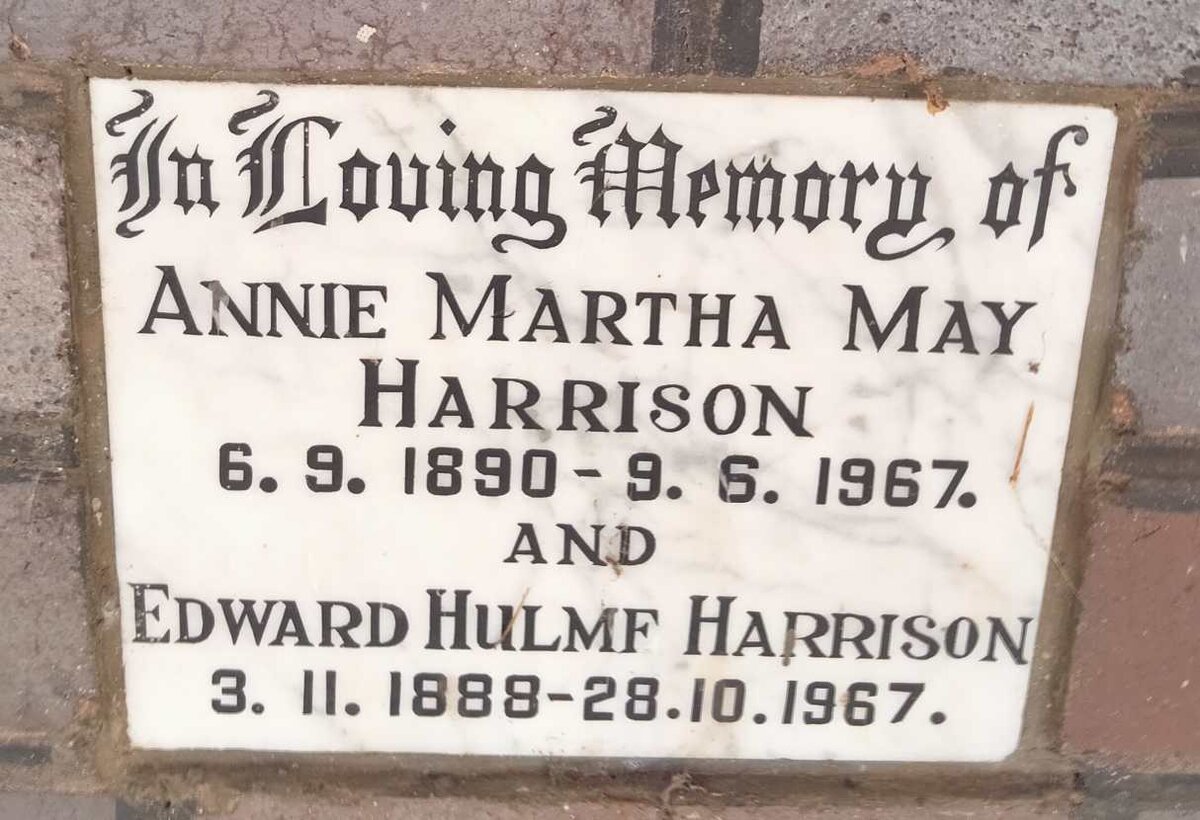 In Loving Memory of
ANNIE MARTHA MAY
HARRISON
6. 9. 1890 - 9. 6. 1967.
AND
EDWARD HULMF HARRISON
3. 11. 1888-28.10.1967.